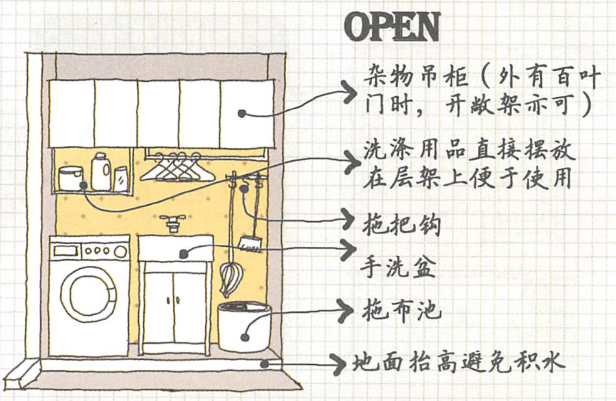 OPEN
杂物吊柜（外有百叶
门时，开敞架亦可）
洗涤用品直接摆放
在层架上便于使用
拖把钩
手洗盆
拖布池
地面抬高避免积水